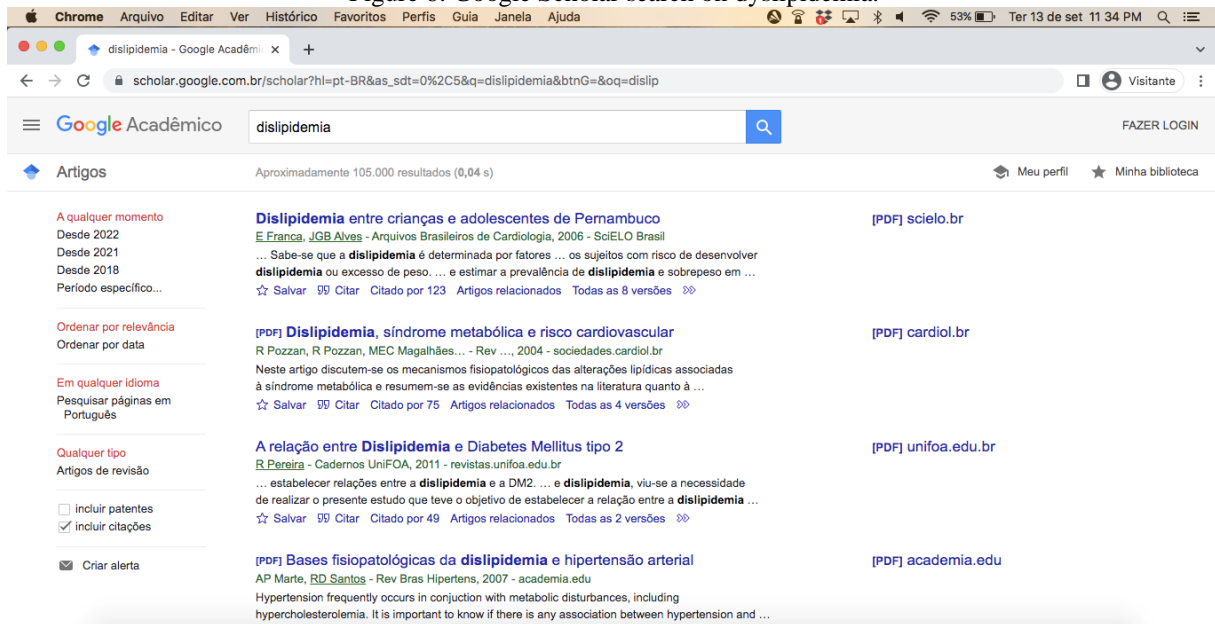 Figure 6: Google Scholar search on dyslipidemia.
Chrome Arquivo Editar Ver Histórico Favoritos Perfis Guia Janela Ajuda 53% Ter 13 de set 11 34 PM
dislipidemia - Google Acadêmi
scholar.google.com.br/scholar?hl=pt-BR&as_sdt=0%2C5&q=dislipidemia&btnG=&oq=dislip Visitante
Google Acadêmico dislipidemia FAZER LOGIN
Artigos Aproximadamente 105.000 resultados (0,04 s) Meu perfil Minha biblioteca
A qualquer momento
Desde 2022
Desde 2021
Desde 2018
Período específico...
Ordenar por relevância
Ordenar por data
Em qualquer idioma
Pesquisar páginas em
Português
Qualquer tipo
Artigos de revisão
incluir patentes
incluir citações
Criar alerta
Dislipidemia entre crianças e adolescentes de Pernambuco [PDF] scielo.br
E Franca, JGB Alves - Arquivos Brasileiros de Cardiologia, 2006 - SciELO Brasil
… Sabe-se que a dislipidemia é determinada por fatores … os sujeitos com risco de desenvolver
dislipidemia ou excesso de peso. … e estimar a prevalência de dislipidemia e sobrepeso em …
Salvar Citar Citado por 123 Artigos relacionados Todas as 8 versões
[PDF] Dislipidemia, síndrome metabólica e risco cardiovascular [PDF] cardiol.br
R Pozzan, R Pozzan, MEC Magalhães… - Rev …, 2004 - sociedades.cardiol.br
Neste artigo discutem-se os mecanismos fisiopatológicos das alterações lipídicas associadas
à síndrome metabólica e resumem-se as evidências existentes na literatura quanto à …
Salvar Citar Citado por 75 Artigos relacionados Todas as 4 versões
A relação entre Dislipidemia e Diabetes Mellitus tipo 2 [PDF] unifoa.edu.br
R Pereira - Cadernos UniFOA, 2011 - revistas.unifoa.edu.br
… estabelecer relações entre a dislipidemia e a DM2. … e dislipidemia, viu-se a necessidade
de realizar o presente estudo que teve o objetivo de estabelecer a relação entre a dislipidemia …
Salvar Citar Citado por 49 Artigos relacionados Todas as 2 versões
[PDF] Bases fisiopatológicas da dislipidemia e hipertensão arterial [PDF] academia.edu
AP Marte, RD Santos - Rev Bras Hipertens, 2007 - academia.edu
Hypertension frequently occurs in conjuction with metabolic disturbances, including
hypercholesterolemia. It is important to know if there is any association between hypertension and …